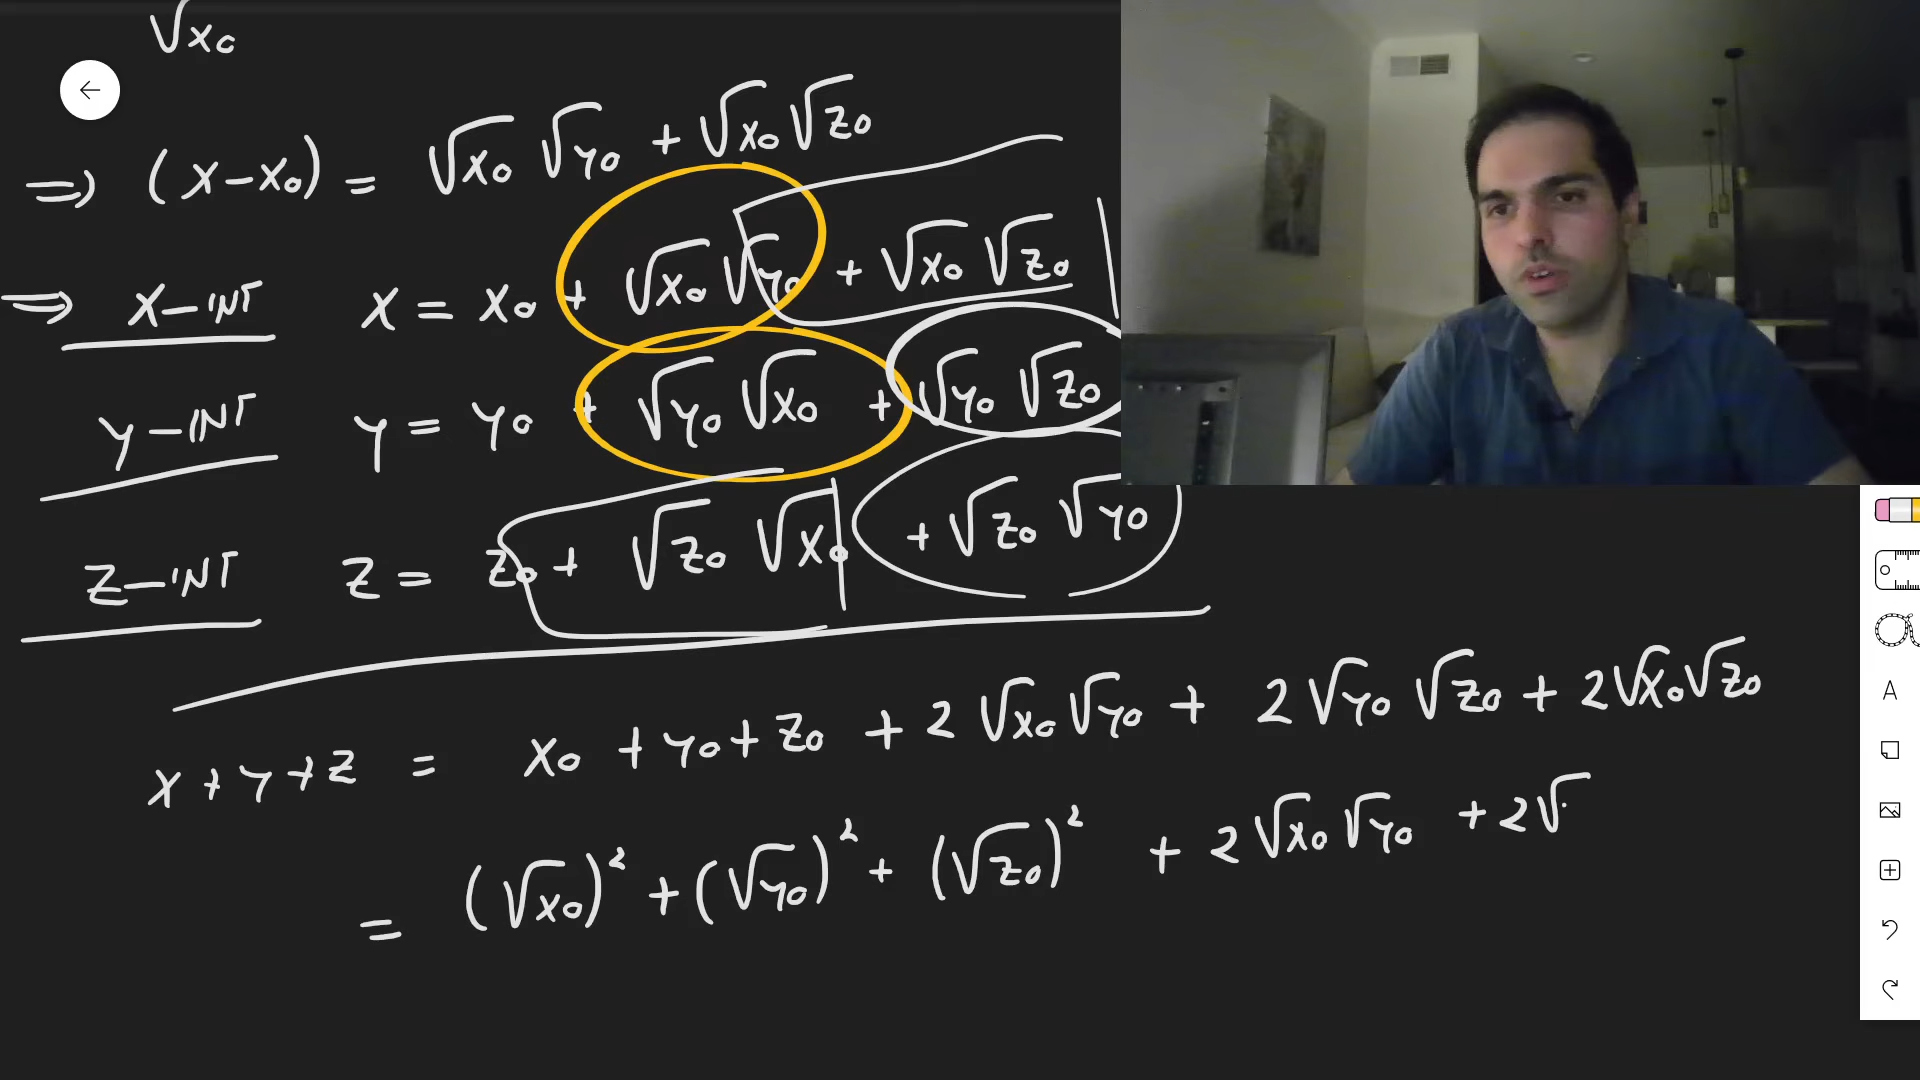 √x₀
⇒ (x-x₀) = √x₀ √y₀ + √x₀ √z₀
⇒ x-INT x = x₀ + √x₀ √y₀ + √x₀ √z₀
y-INT y = y₀ + √y₀ √x₀ + √y₀ √z₀
z-INT z = z₀ + √z₀ √x₀ + √z₀ √y₀
x+y+z = x₀ + y₀ + z₀ + 2√x₀√y₀ + 2√y₀√z₀ + 2√x₀√z₀
= (√x₀)² + (√y₀)² + (√z₀)² + 2√x₀√y₀ + 2√
A